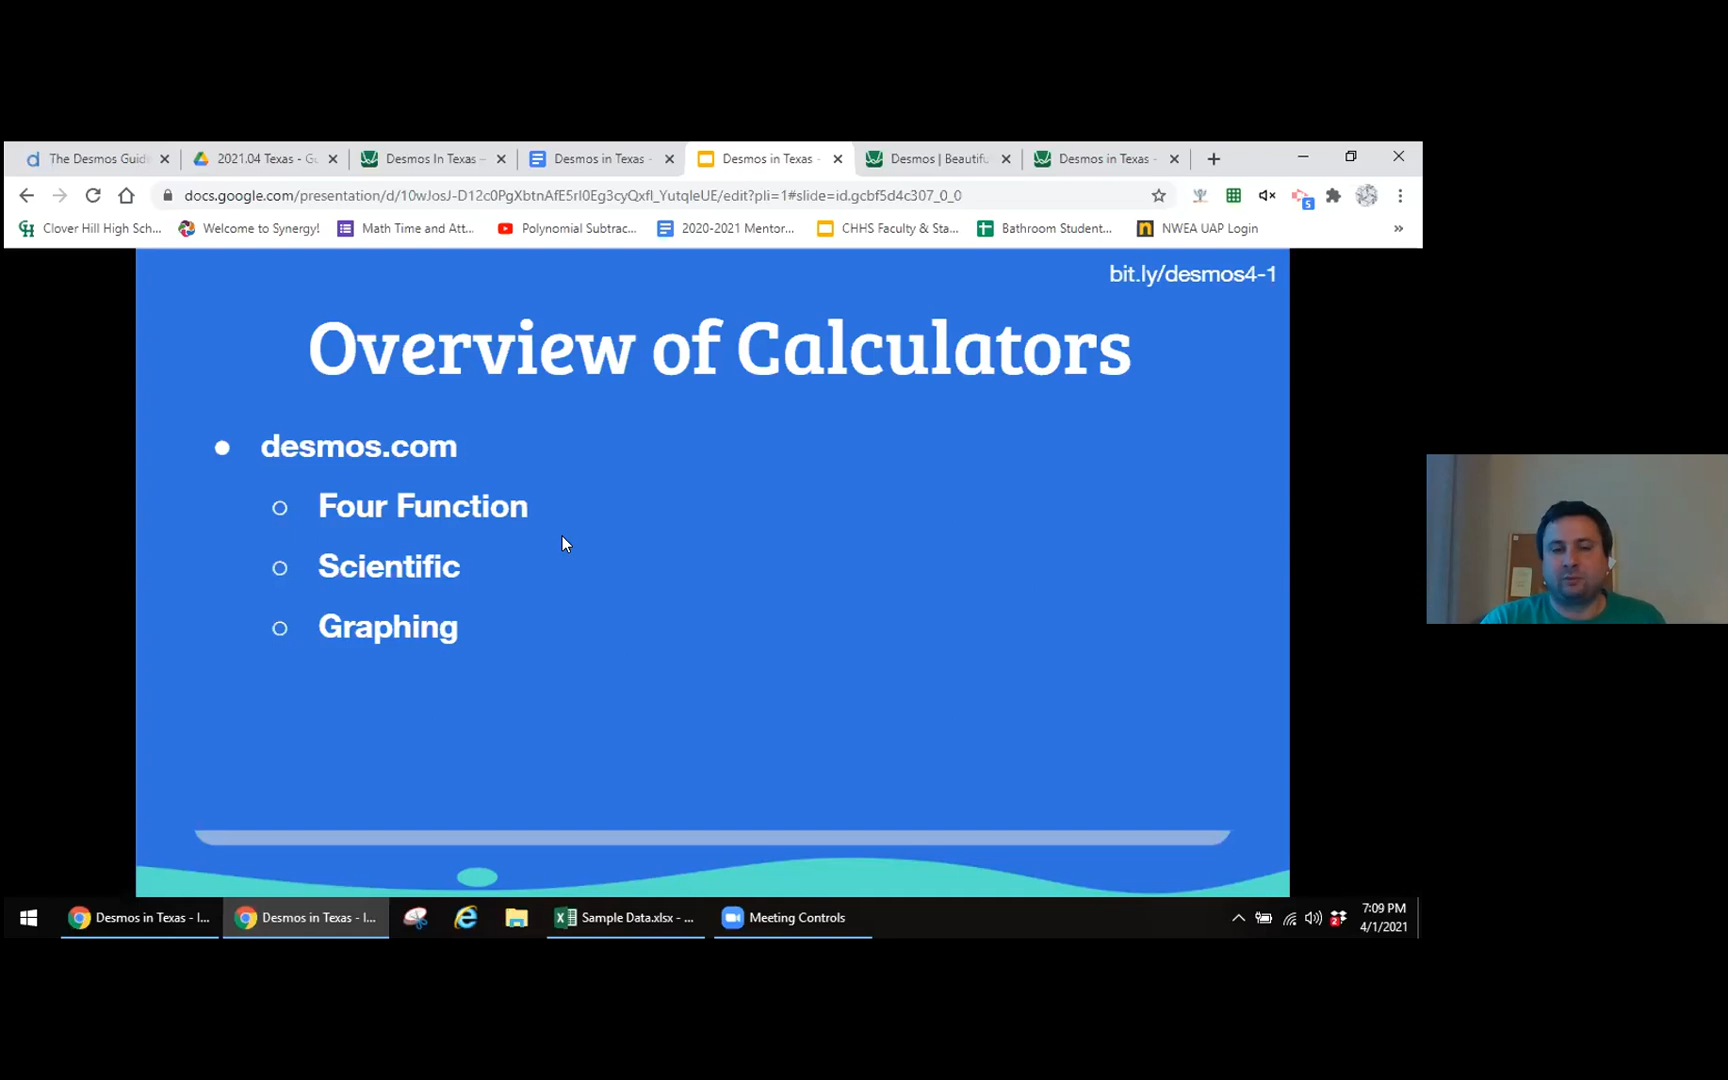 The Desmos Guid
2021.04 Texas - G
Desmos In Texas –
Desmos in Texas -
Desmos in Texas -
Desmos | Beautifu
Desmos in Texas -
docs.google.com/presentation/d/10wJosJ-D12c0PgXbtnAfE5rI0Eg3cyQxfI_YutqIeUE/edit?pli=1#slide=id.gcbf5d4c307_0_0
5
Clover Hill High Sch...
Welcome to Synergy!
Math Time and Att...
Polynomial Subtrac...
2020-2021 Mentor...
CHHS Faculty & Sta...
Bathroom Student...
NWEA UAP Login
»
bit.ly/desmos4-1
Overview of Calculators
desmos.com
Four Function
Scientific
Graphing
Desmos in Texas - I...
Desmos in Texas - I...
Sample Data.xlsx - ...
Meeting Controls
7:09 PM
4/1/2021